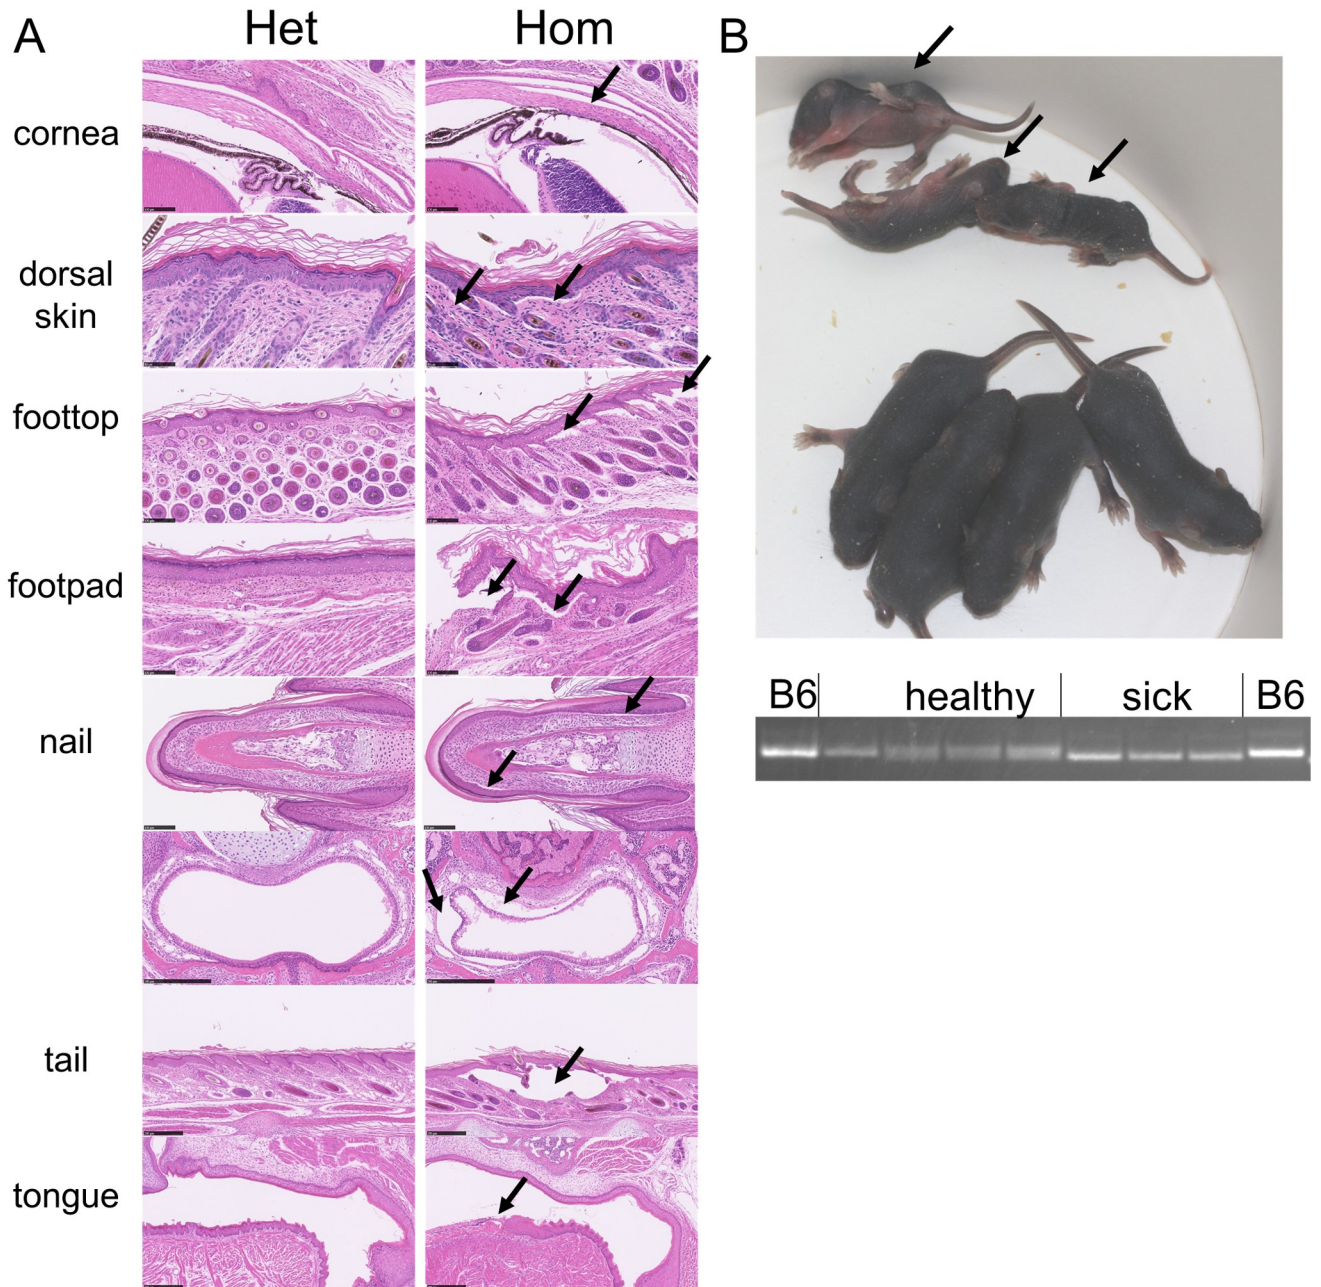 A
Het
Hom
B
cornea
dorsal
skin
foottop
footpad
nail
tail
tongue
B6
healthy
sick
B6